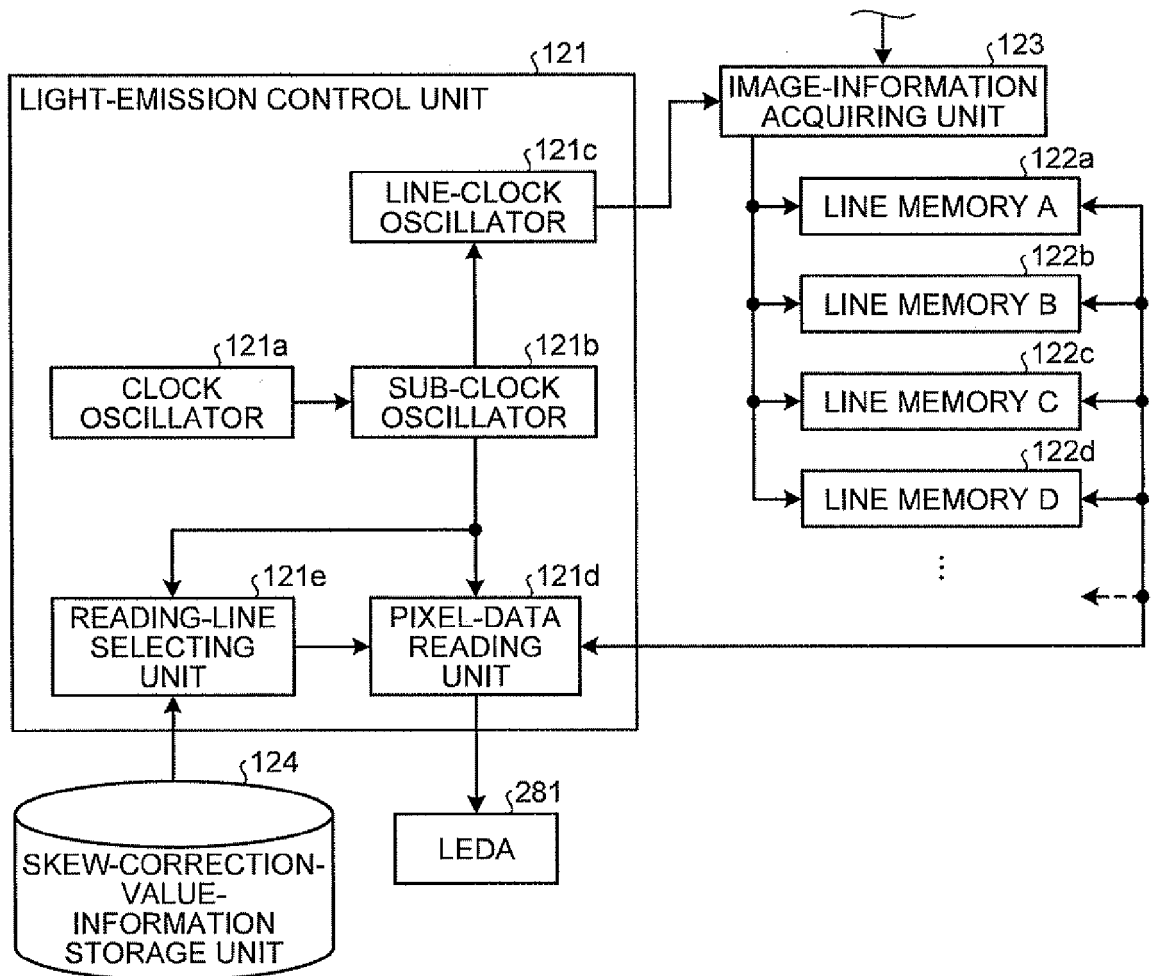 121
LIGHT-EMISSION CONTROL UNIT
123
IMAGE-INFORMATION
ACQUIRING UNIT
121c
LINE-CLOCK
OSCILLATOR
122a
LINE MEMORY A
122b
LINE MEMORY B
121a
CLOCK
OSCILLATOR
121b
SUB-CLOCK
OSCILLATOR
122c
LINE MEMORY C
122d
LINE MEMORY D
...
121e
READING-LINE
SELECTING
UNIT
121d
PIXEL-DATA
READING
UNIT
124
SKEW-CORRECTION-
VALUE-
INFORMATION
STORAGE UNIT
281
LEDA